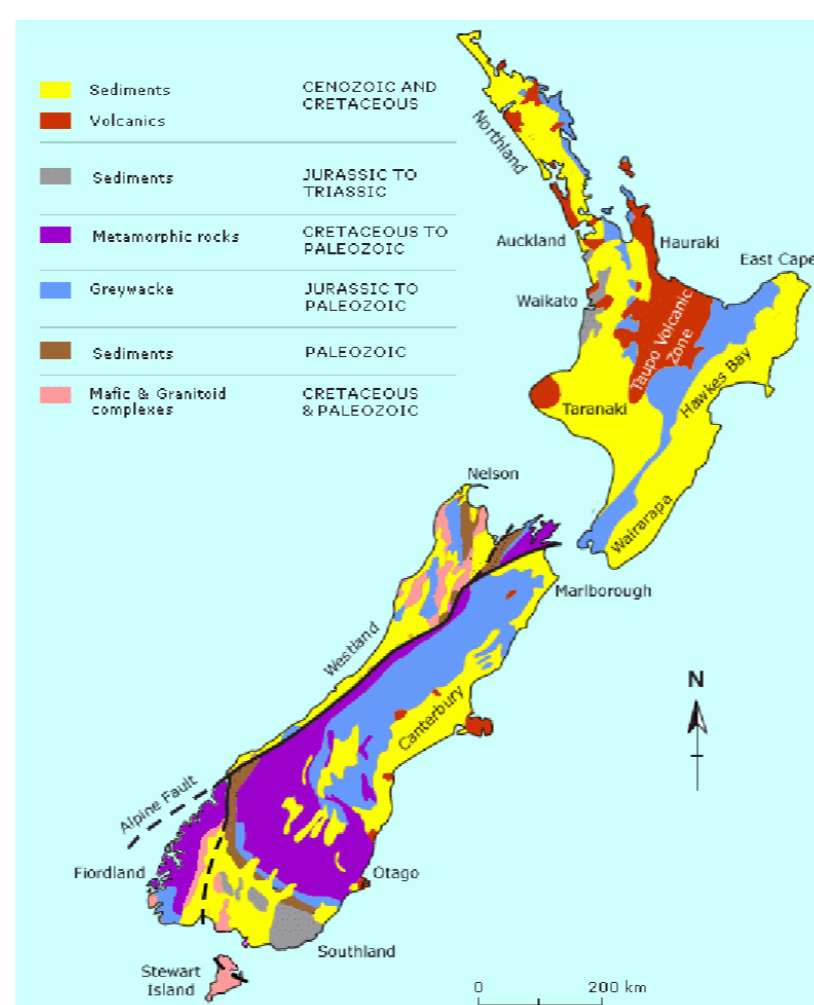 Sediments
CENOZOIC AND
CRETACEOUS
Volcanics
Sediments
JURASSIC TO
TRIASSIC
Metamorphic rocks
CRETACEOUS TO
PALEOZOIC
Greywacke
JURASSIC TO
PALEOZOIC
Sediments
PALEOZOIC
Mafic & Granitoid
complexes
CRETACEOUS
& PALEOZOIC
Northland
Auckland
Hauraki
East Cape
Waikato
Taupo Volcanic
Zone
Hawkes Bay
Taranaki
Wairarapa
Nelson
Marlborough
Westland
Canterbury
N
Alpine Fault
Fiordland
Otago
Southland
Stewart
Island
0
200 km